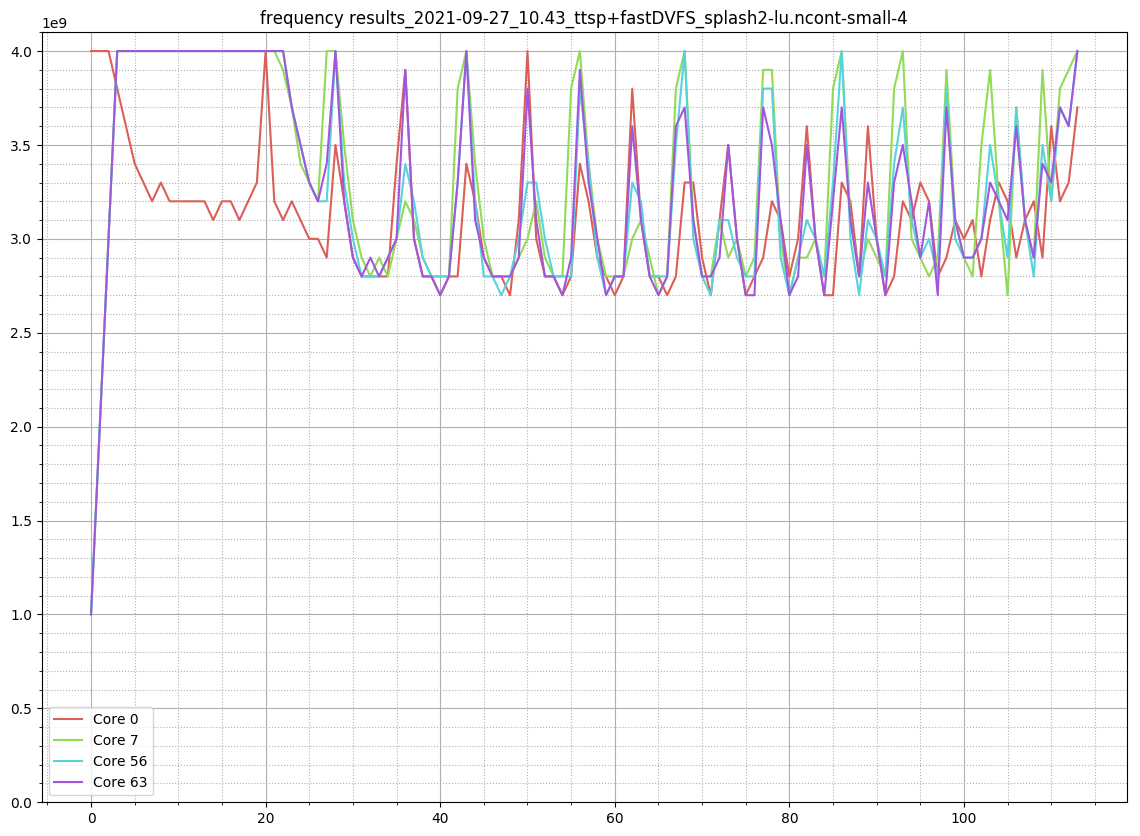 frequency results_2021-09-27_10.43_ttsp+fastDVFS_splash2-lu.ncont-small-4
1e9
4.0
3.5
3.0
2.5
2.0
1.5
1.0
0.5
0.0
Core 0
Core 7
Core 56
Core 63
0 20 40 60 80 100